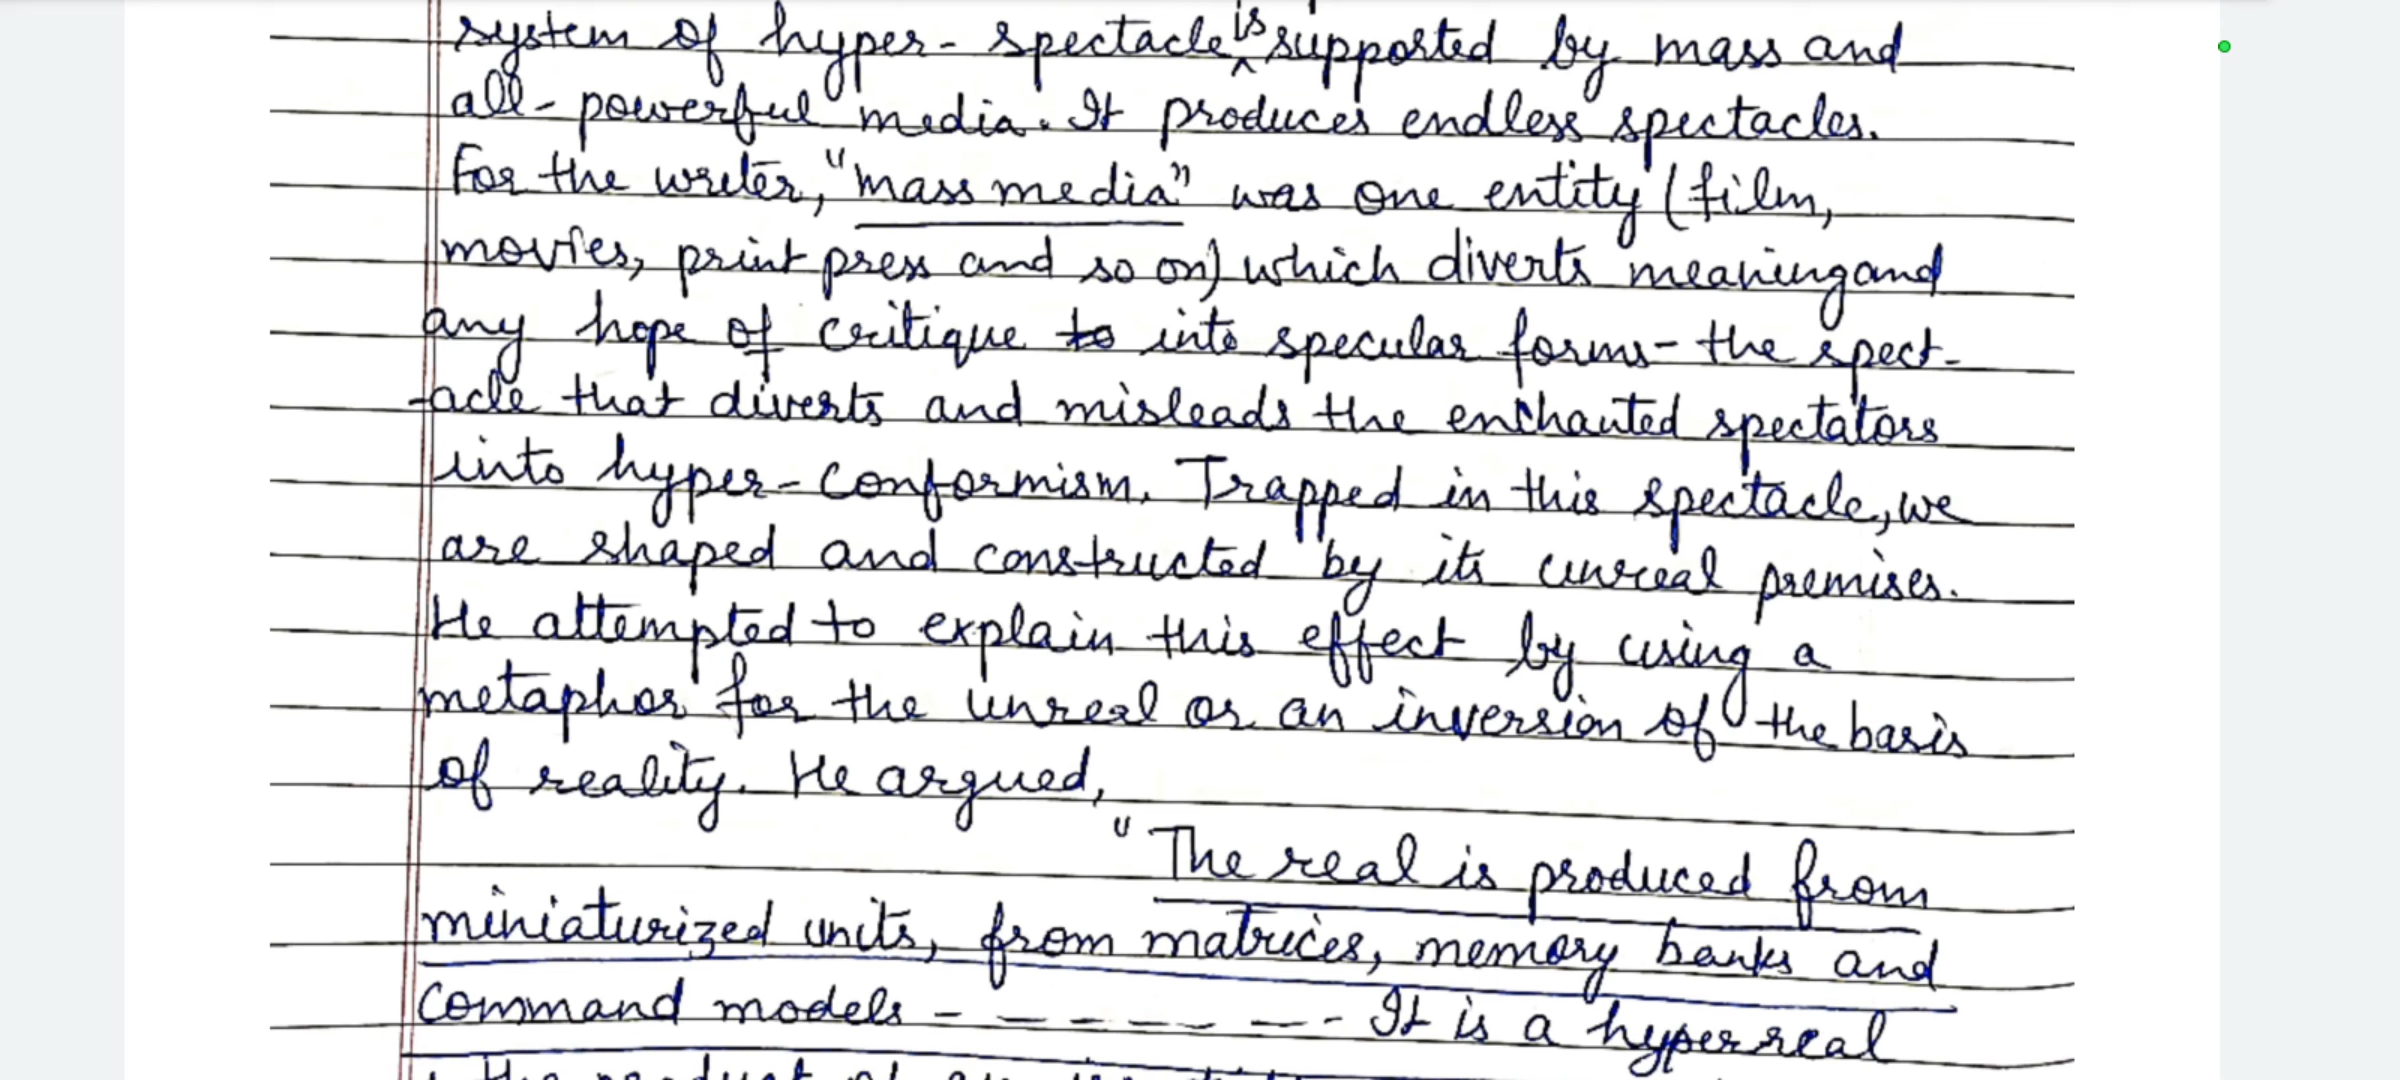 system of hyper- spectacle is supported by mass and
all- powerful media. It produces endless spectacles.
For the writer, "mass media" was one entity (film,
movies, print press and so on) which diverts meaning and
any hope of critique to into specular forms- the spect-
-acle that diverts and misleads the enchanted spectators
into hyper-conformism. Trapped in this spectacle, we
are shaped and constructed by its unreal premises.
He attempted to explain this effect by using a
metaphor for the unreal or an inversion of the basis
of reality. He argued,
"The real is produced from
miniaturized units, from matrices, memory banks and
command models - - - - - - - - It is a hyperreal
the product of an